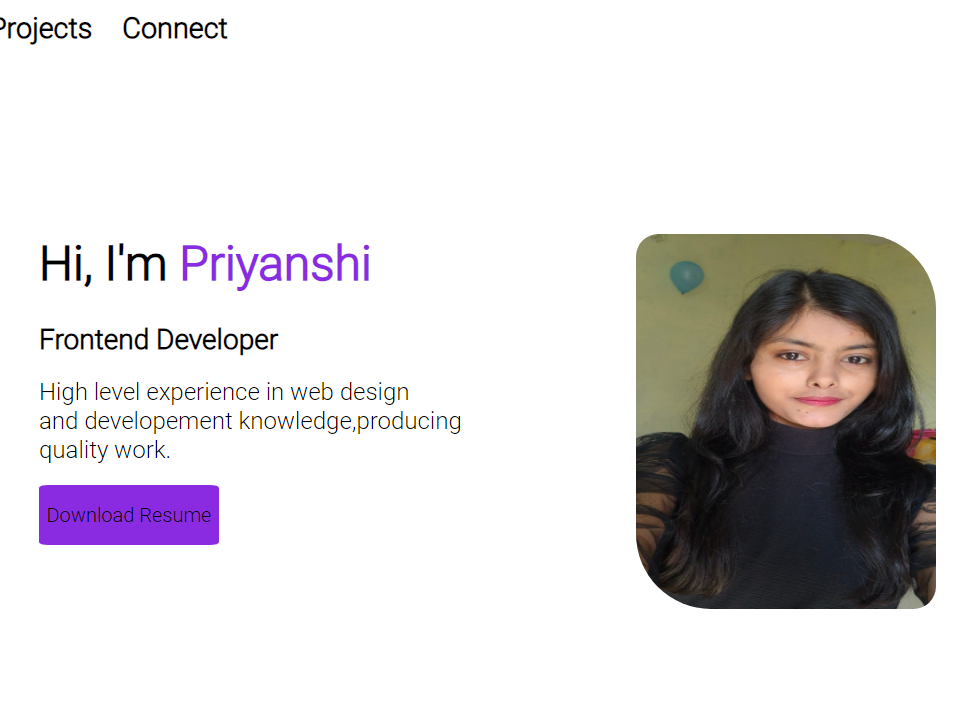 Projects Connect
Hi, I'm Priyanshi
Frontend Developer
High level experience in web design
and developement knowledge,producing
quality work.
Download Resume